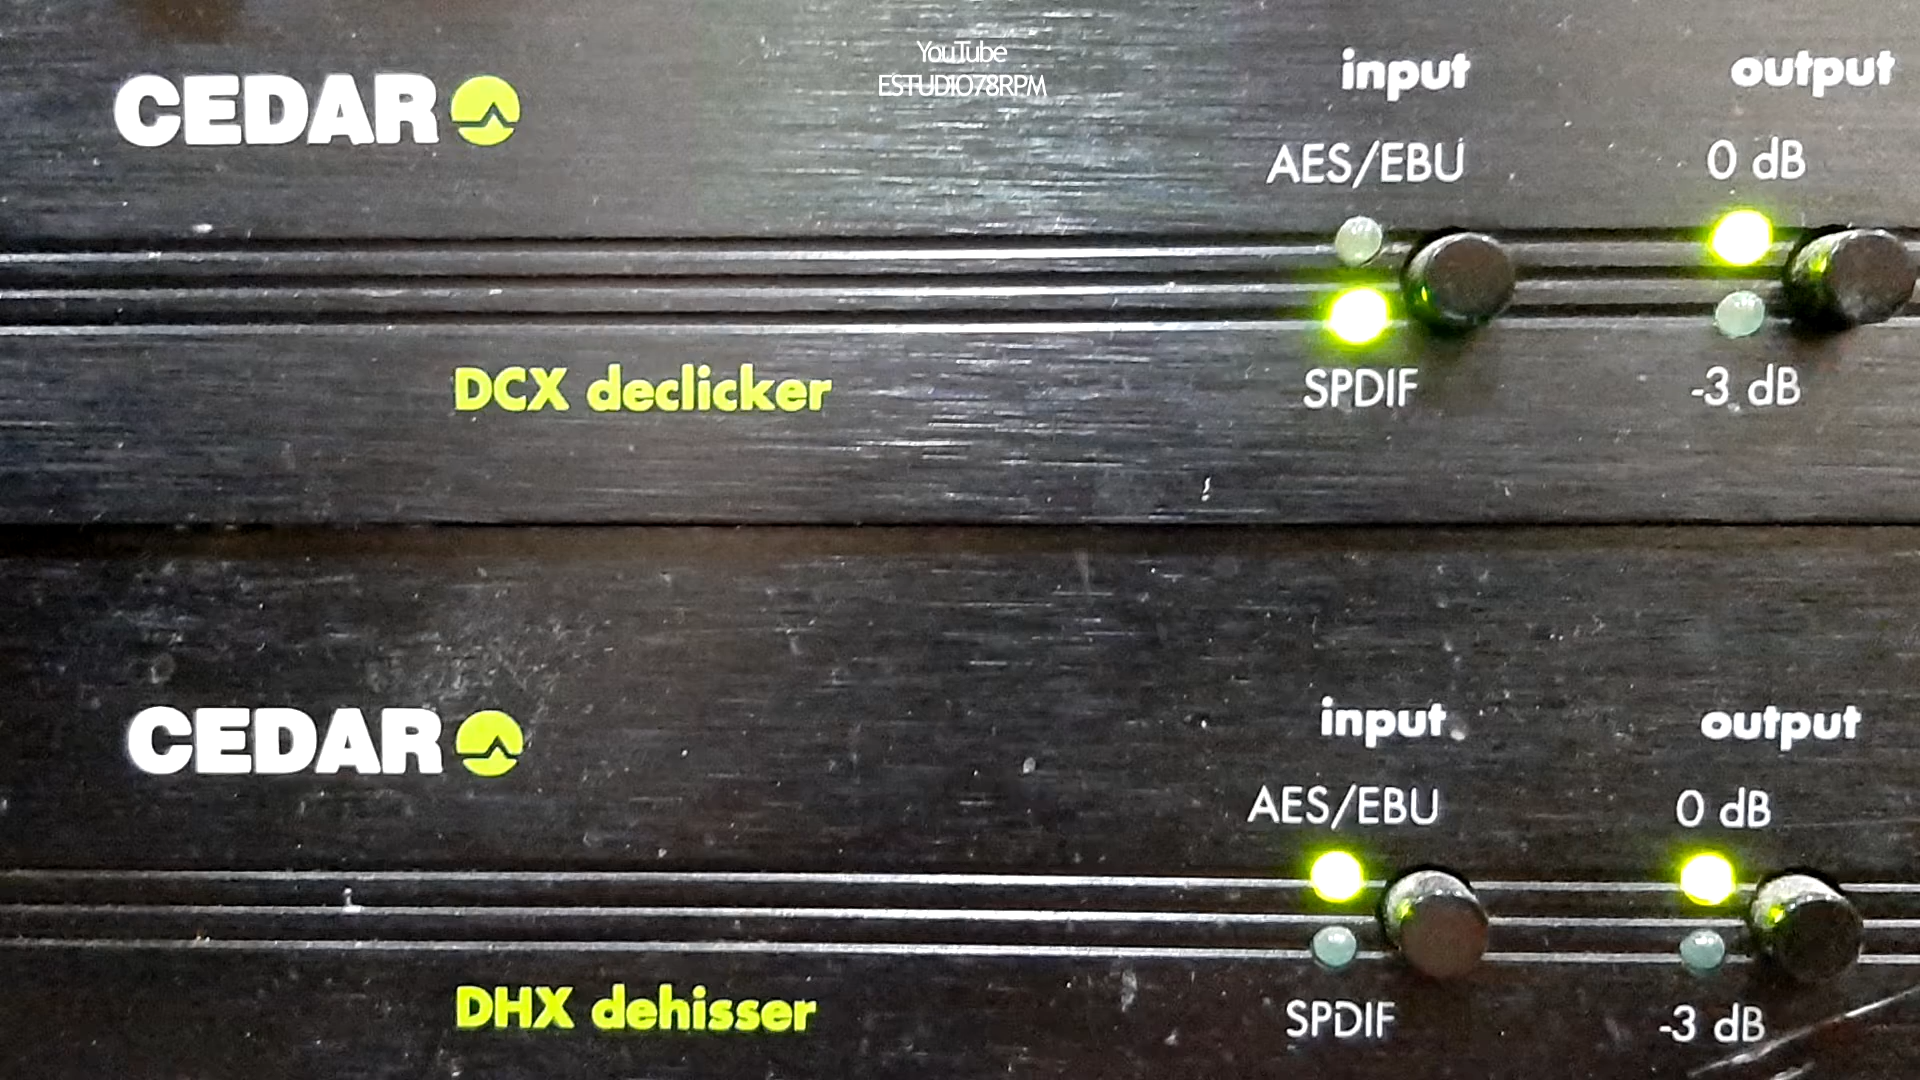 YouTube
ESTUDIO78RPM
CEDAR
input
output
AES/EBU
0 dB
SPDIF
-3 dB
DCX declicker
CEDAR
input
output
AES/EBU
0 dB
SPDIF
-3 dB
DHX dehisser